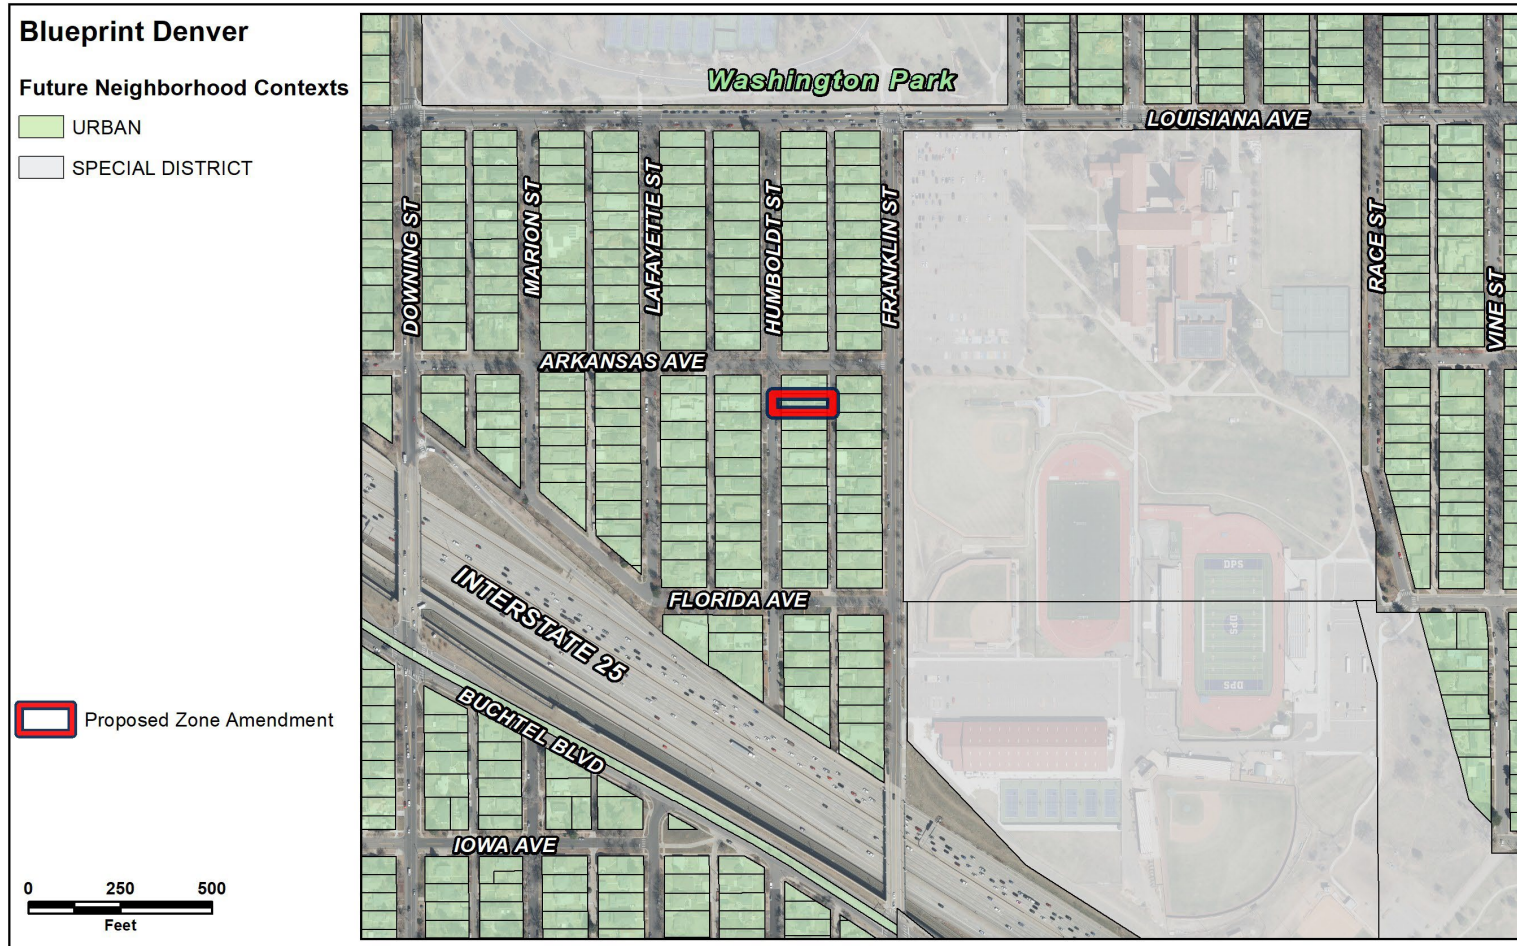 Blueprint Denver
Future Neighborhood Contexts
URBAN
SPECIAL DISTRICT
Proposed Zone Amendment
0 250 500
Feet
Washington Park
LOUISIANA AVE
DOWNING ST
MARION ST
LAFAYETTE ST
HUMBOLDT ST
FRANKLIN ST
RACE ST
VINE ST
ARKANSAS AVE
DPS
DPS
DPS
FLORIDA AVE
INTERSTATE 25
BUCHTEL BLVD
IOWA AVE